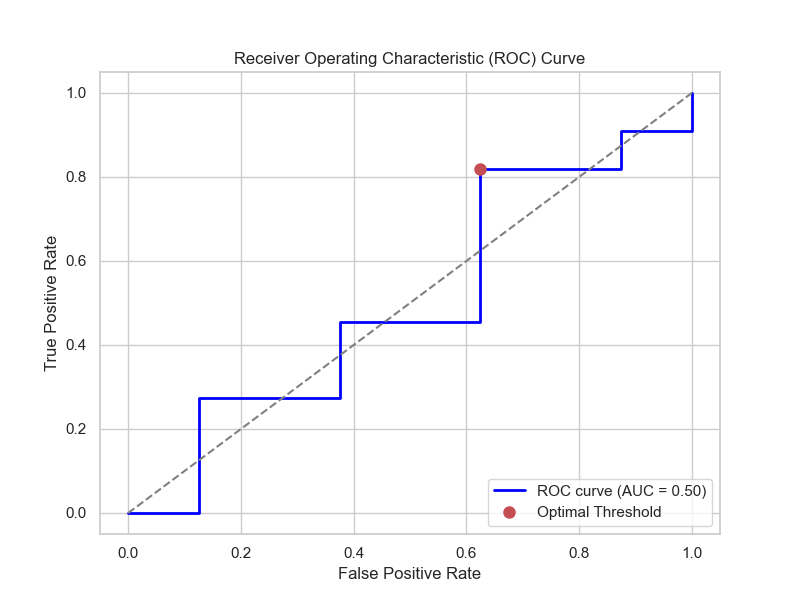 Receiver Operating Characteristic (ROC) Curve
True Positive Rate
1.0
0.8
0.6
0.4
0.2
0.0
0.0 0.2 0.4 0.6 0.8 1.0
False Positive Rate
ROC curve (AUC = 0.50)
Optimal Threshold